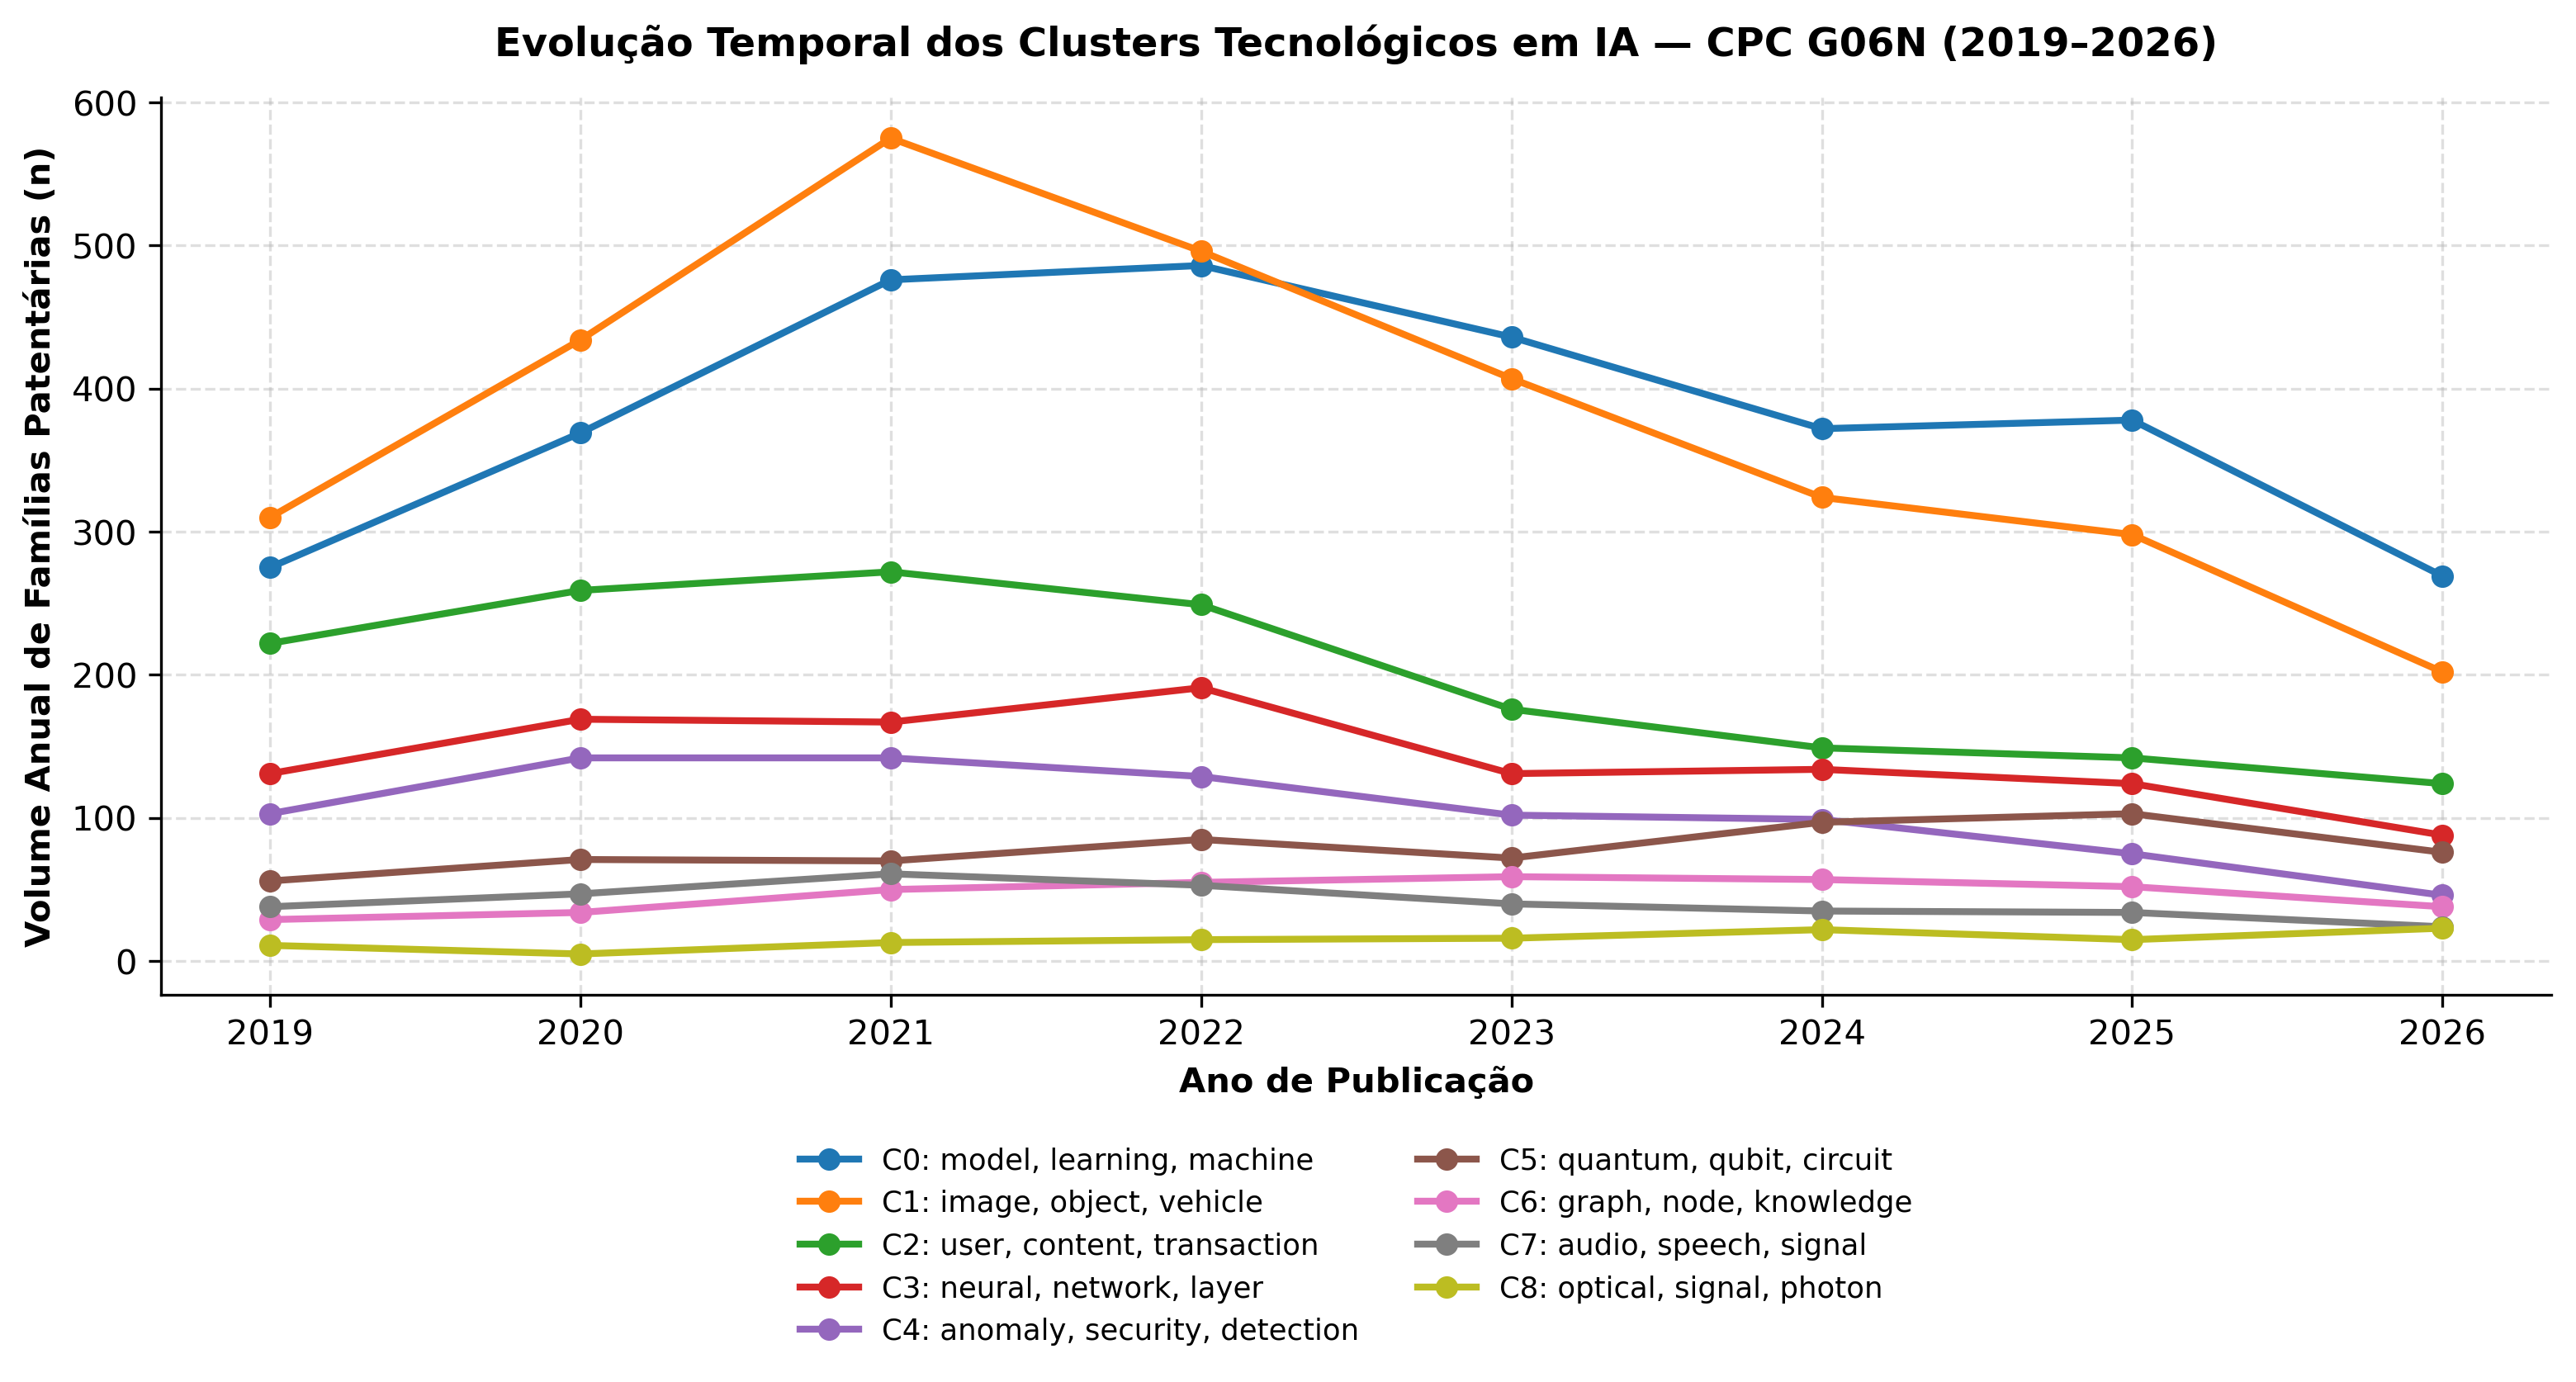 Evolução Temporal dos Clusters Tecnológicos em IA — CPC G06N (2019–2026)
Volume Anual de Famílias Patentárias (n)
600
500
400
300
200
100
0
2019 2020 2021 2022 2023 2024 2025 2026
Ano de Publicação
C0: model, learning, machine
C1: image, object, vehicle
C2: user, content, transaction
C3: neural, network, layer
C4: anomaly, security, detection
C5: quantum, qubit, circuit
C6: graph, node, knowledge
C7: audio, speech, signal
C8: optical, signal, photon